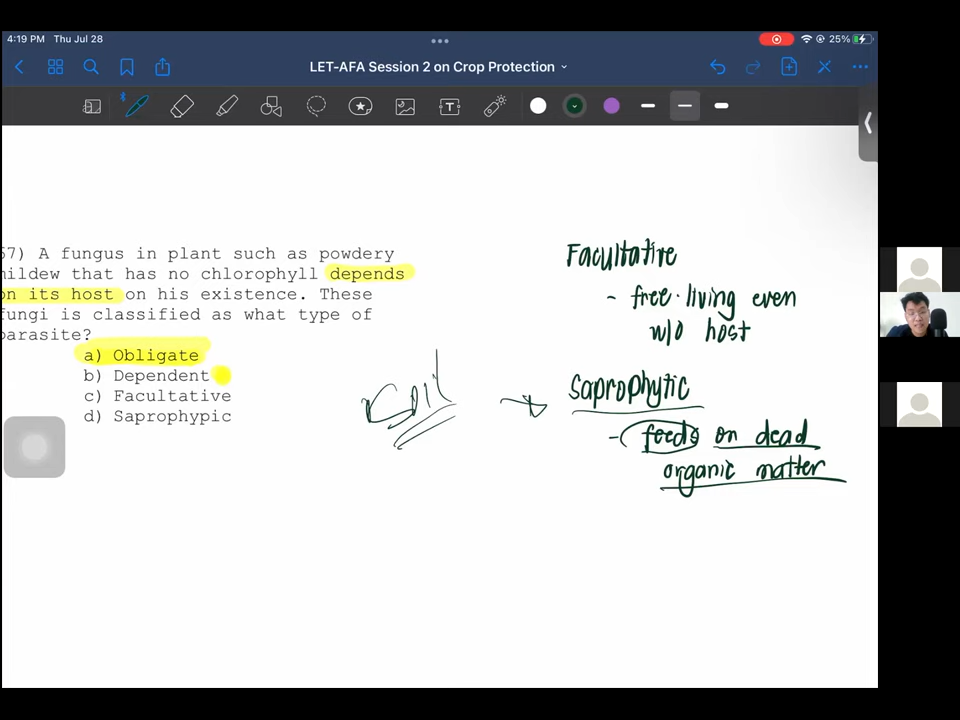 4:19 PM Thu Jul 28
25%
LET-AFA Session 2 on Crop Protection
57) A fungus in plant such as powdery
mildew that has no chlorophyll depends
on its host on his existence. These
fungi is classified as what type of
parasite?
a) Obligate
b) Dependent
c) Facultative
d) Saprophypic
Facultative
- free-living even
w/o host
Soil
Saprophytic
- feeds on dead
organic matter